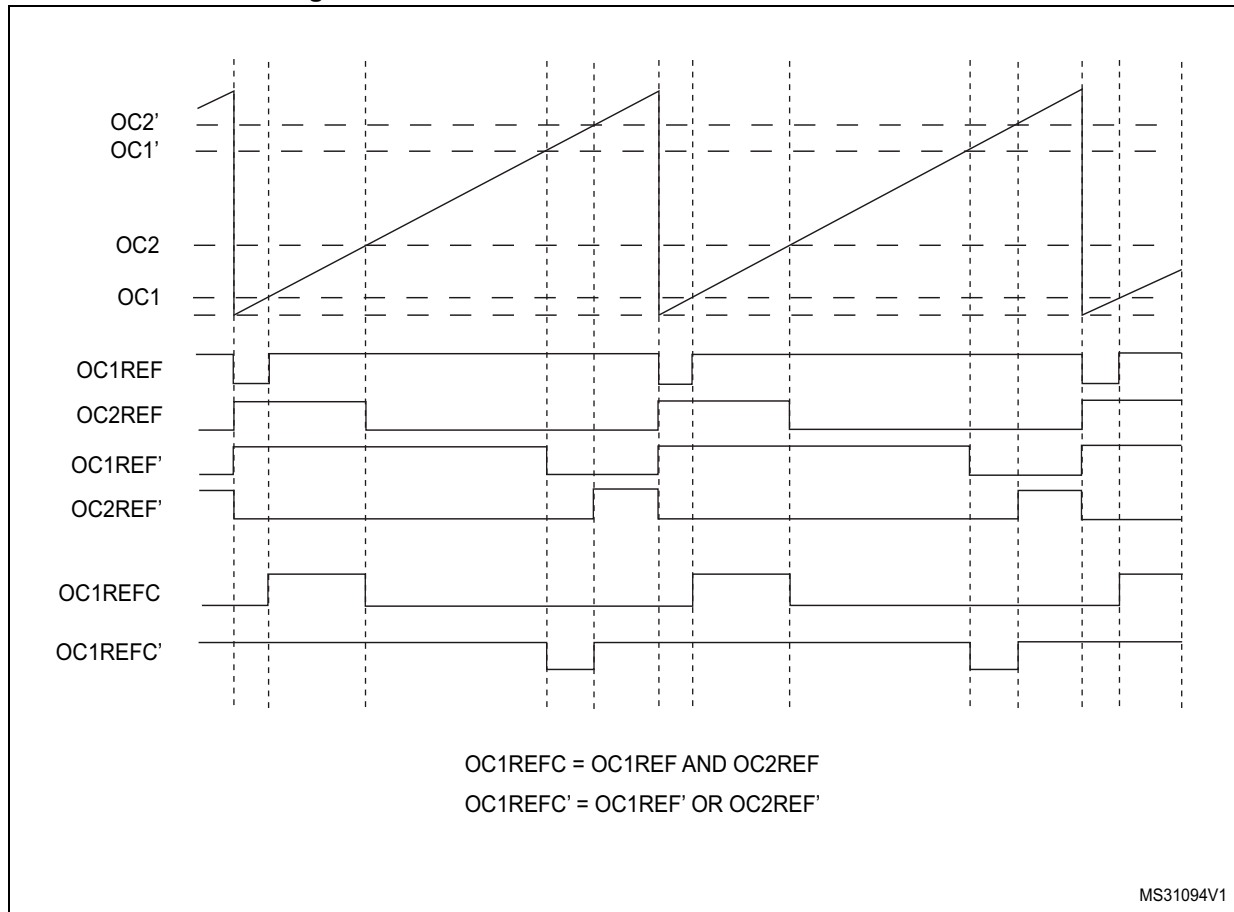 OC2’
OC1’
OC2
OC1
OC1REF
OC2REF
OC1REF’
OC2REF’
OC1REFC
OC1REFC’
OC1REFC = OC1REF AND OC2REF
OC1REFC’ = OC1REF’ OR OC2REF’
MS31094V1